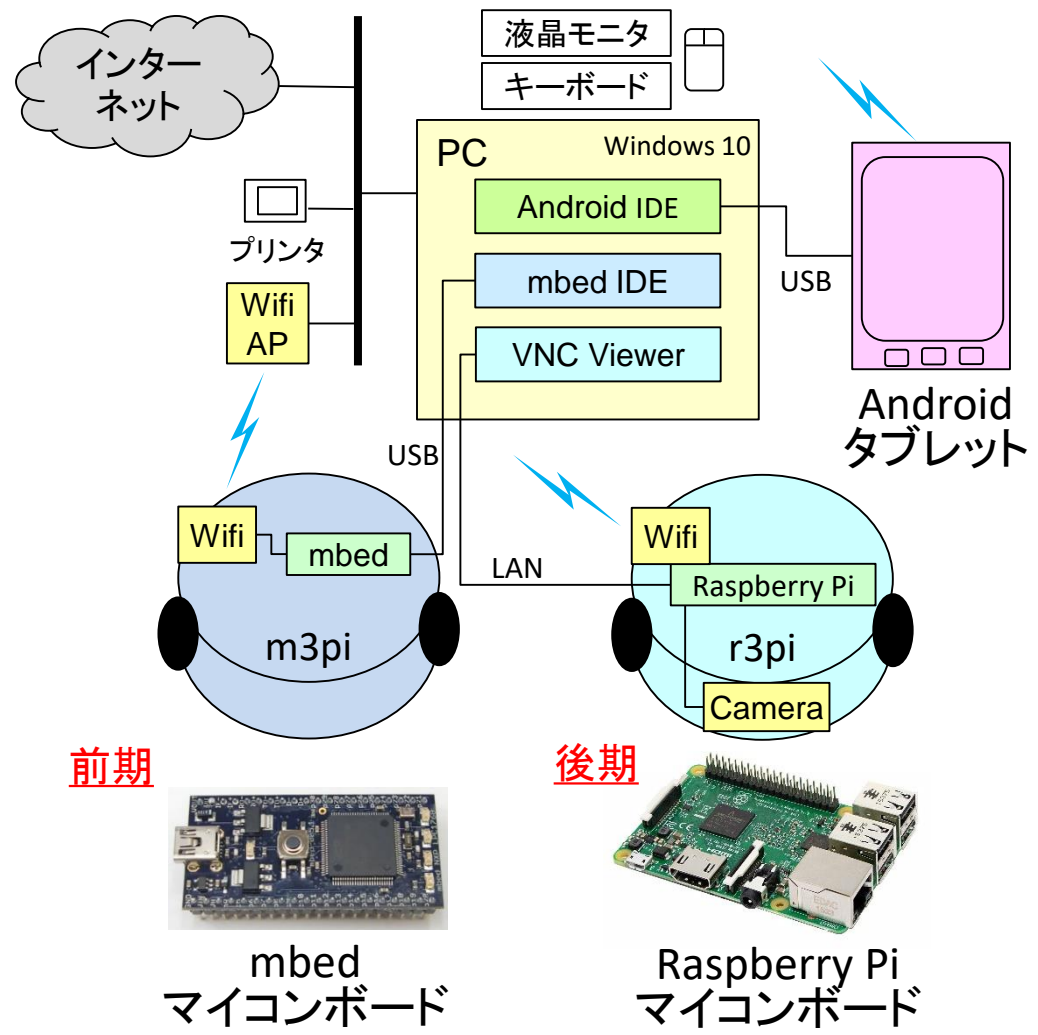 インター
ネット
液晶モニタ
キーボード
PC
Windows 10
Android IDE
mbed IDE
VNC Viewer
プリンタ
Wifi
AP
USB
Android
タブレット
USB
LAN
Wifi
mbed
m3pi
Wifi
Raspberry Pi
r3pi
Camera
前期
後期
mbed
マイコンボード
Raspberry Pi
マイコンボード